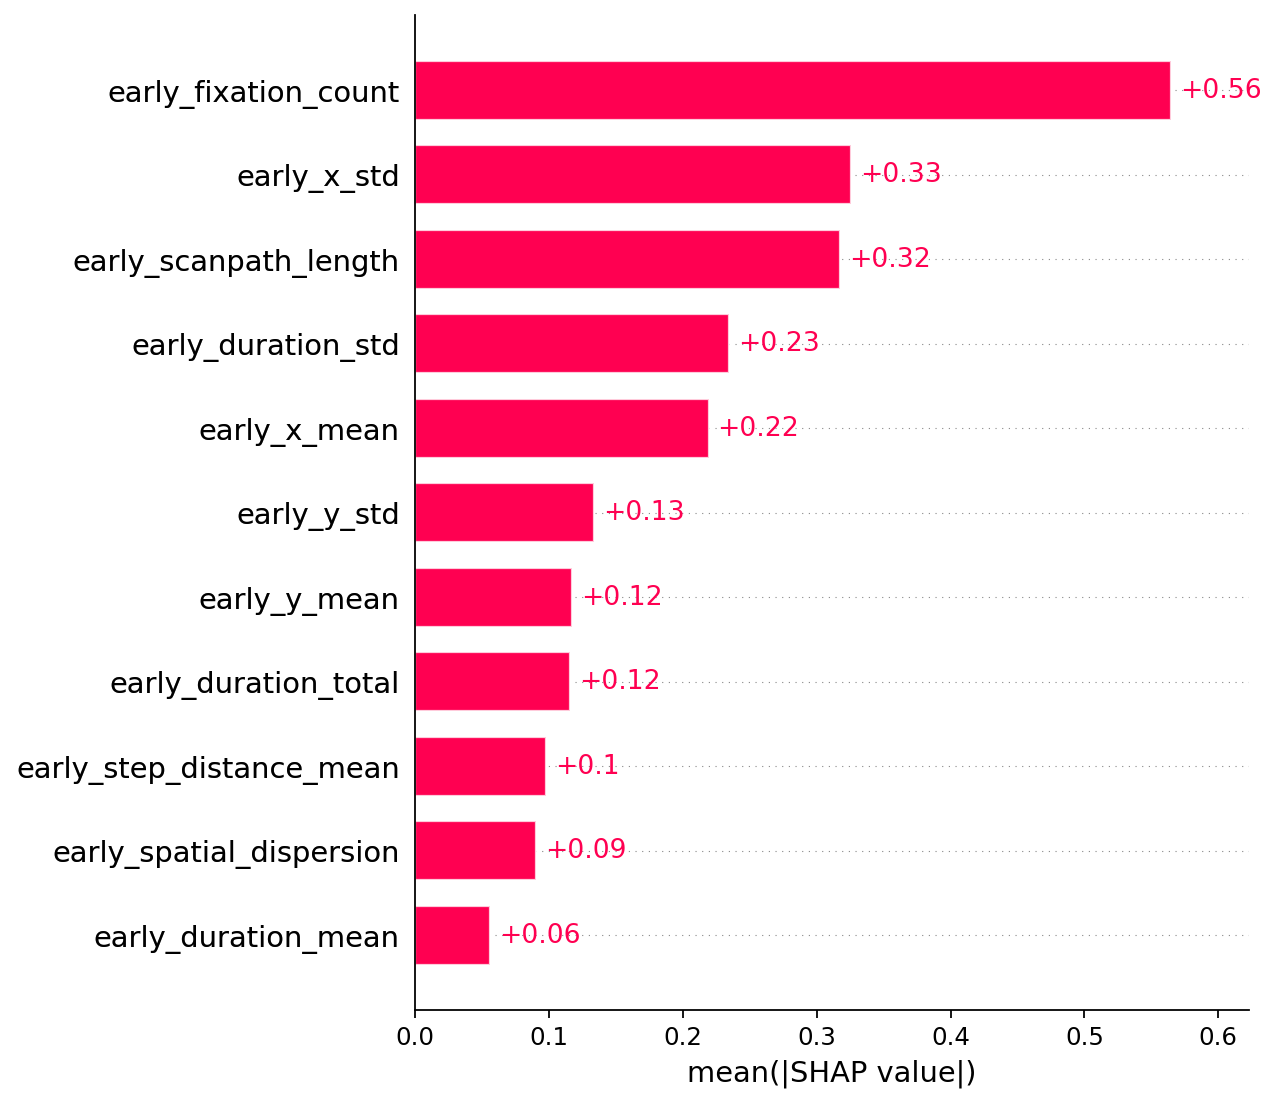 early_fixation_count +0.56
early_x_std +0.33
early_scanpath_length +0.32
early_duration_std +0.23
early_x_mean +0.22
early_y_std +0.13
early_y_mean +0.12
early_duration_total +0.12
early_step_distance_mean +0.1
early_spatial_dispersion +0.09
early_duration_mean +0.06
0.0 0.1 0.2 0.3 0.4 0.5 0.6
mean(|SHAP value|)